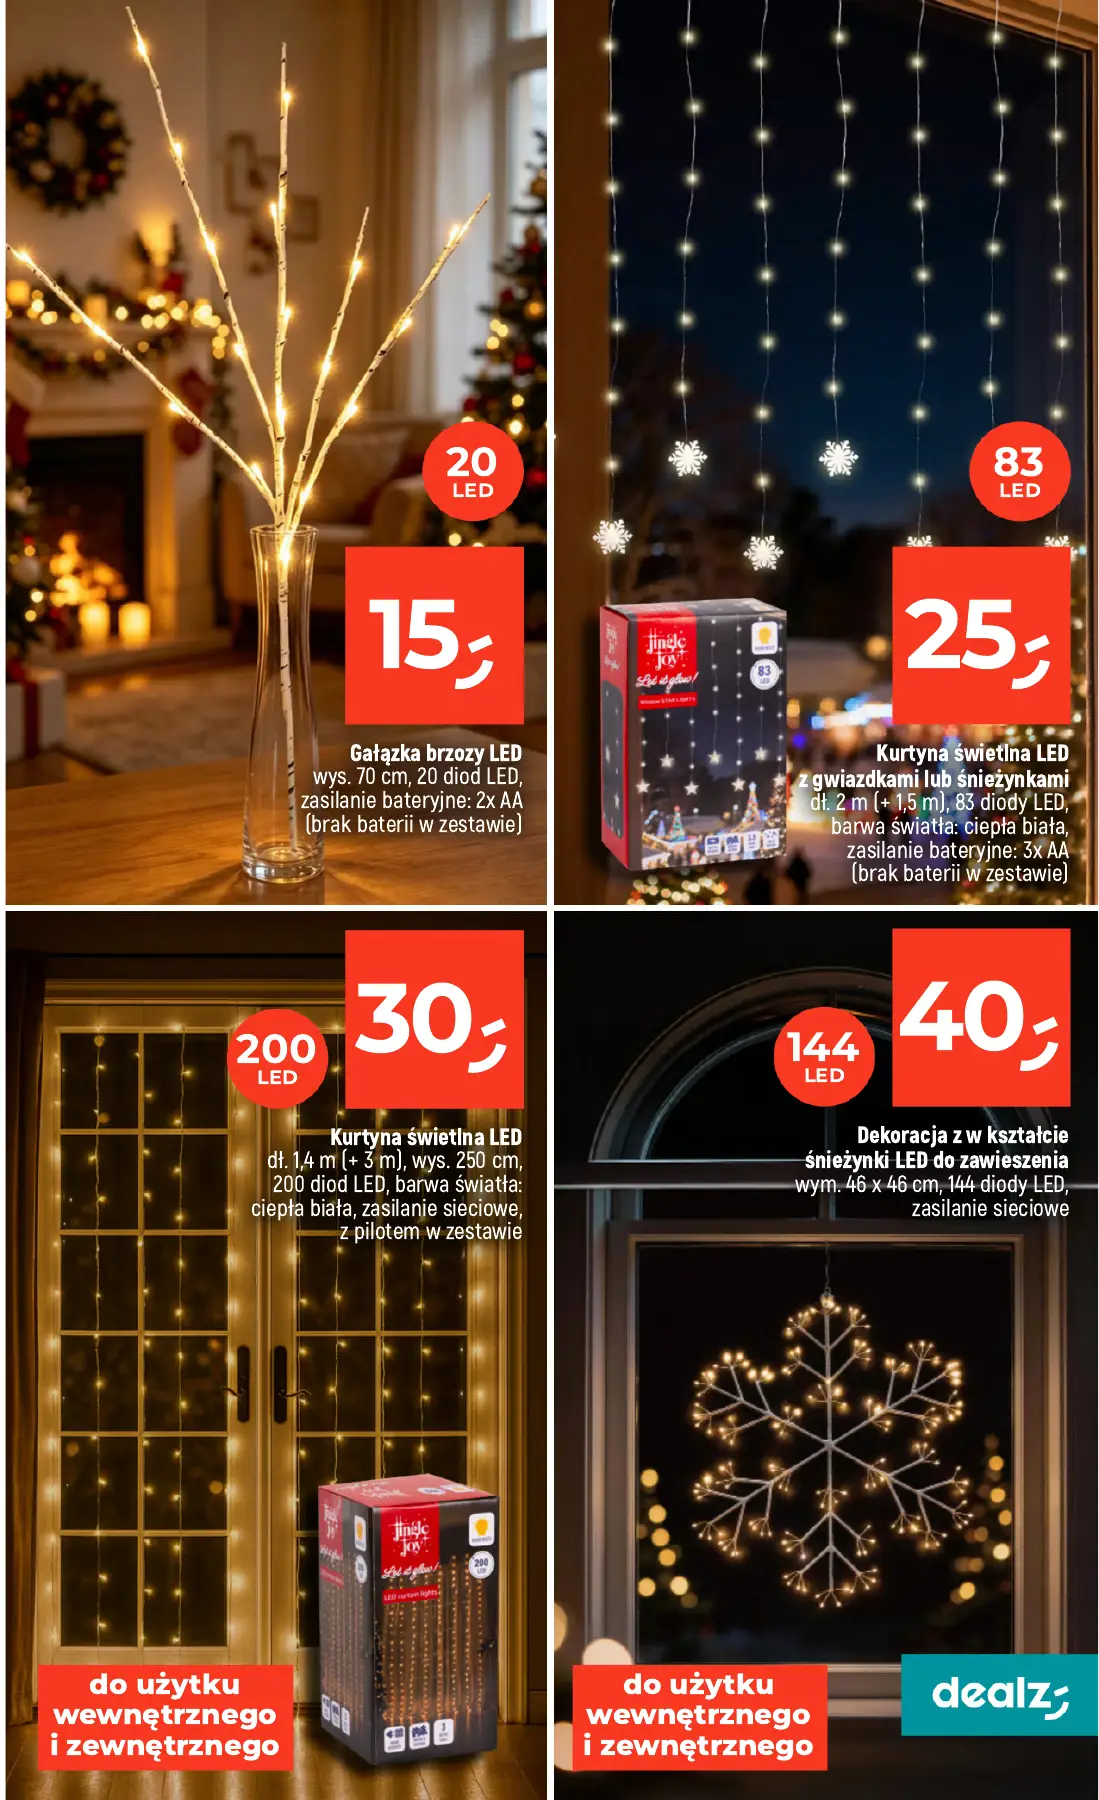 20
LED
15,-
Gałązka brzozy LED
wys. 70 cm, 20 diod LED,
zasilanie bateryjne: 2x AA
(brak baterii w zestawie)
83
LED
25,-
Kurtyna świetlna LED
z gwiazdkami lub śnieżynkami
dł. 2 m (+ 1,5 m), 83 diody LED,
barwa światła: ciepła biała,
zasilanie bateryjne: 3x AA
(brak baterii w zestawie)
Jingle
Joy
Let it glow!
Window STAR LIGHTS
83
LED
200
LED
30,-
Kurtyna świetlna LED
dł. 1,4 m (+ 3 m), wys. 250 cm,
200 diod LED, barwa światła:
ciepła biała, zasilanie sieciowe,
z pilotem w zestawie
Jingle
Joy
Let it glow!
LED curtain lights
200
LED
do użytku
wewnętrznego
i zewnętrznego
144
LED
40,-
Dekoracja z w kształcie
śnieżynki LED do zawieszenia
wym. 46 x 46 cm, 144 diody LED,
zasilanie sieciowe
do użytku
wewnętrznego
i zewnętrznego
dealz